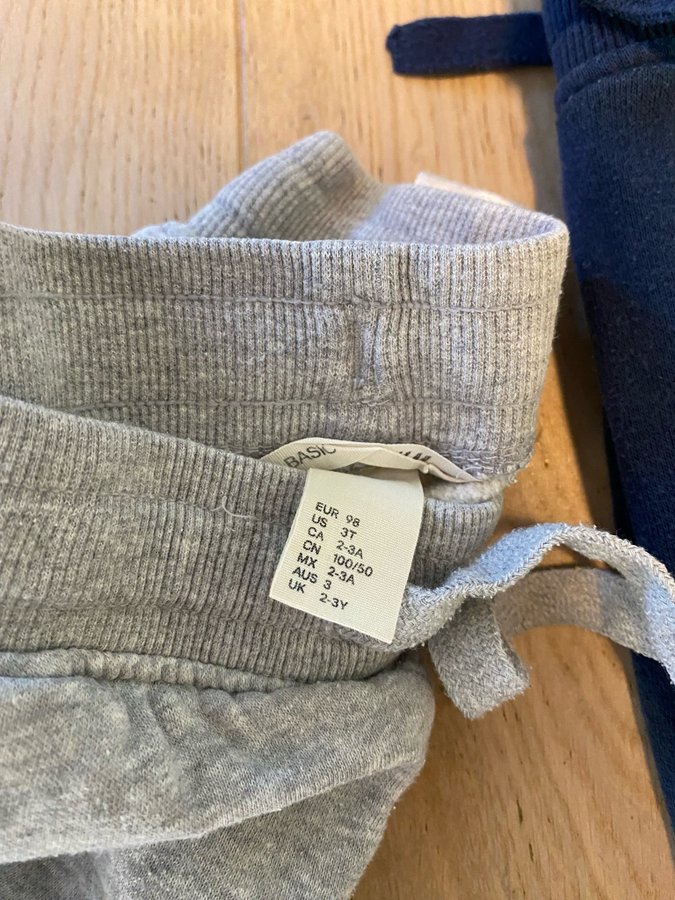 BASIC
EUR 98
US 3T
CA 2-3A
CN 100/50
MX 2-3A
AUS 3
UK 2-3Y